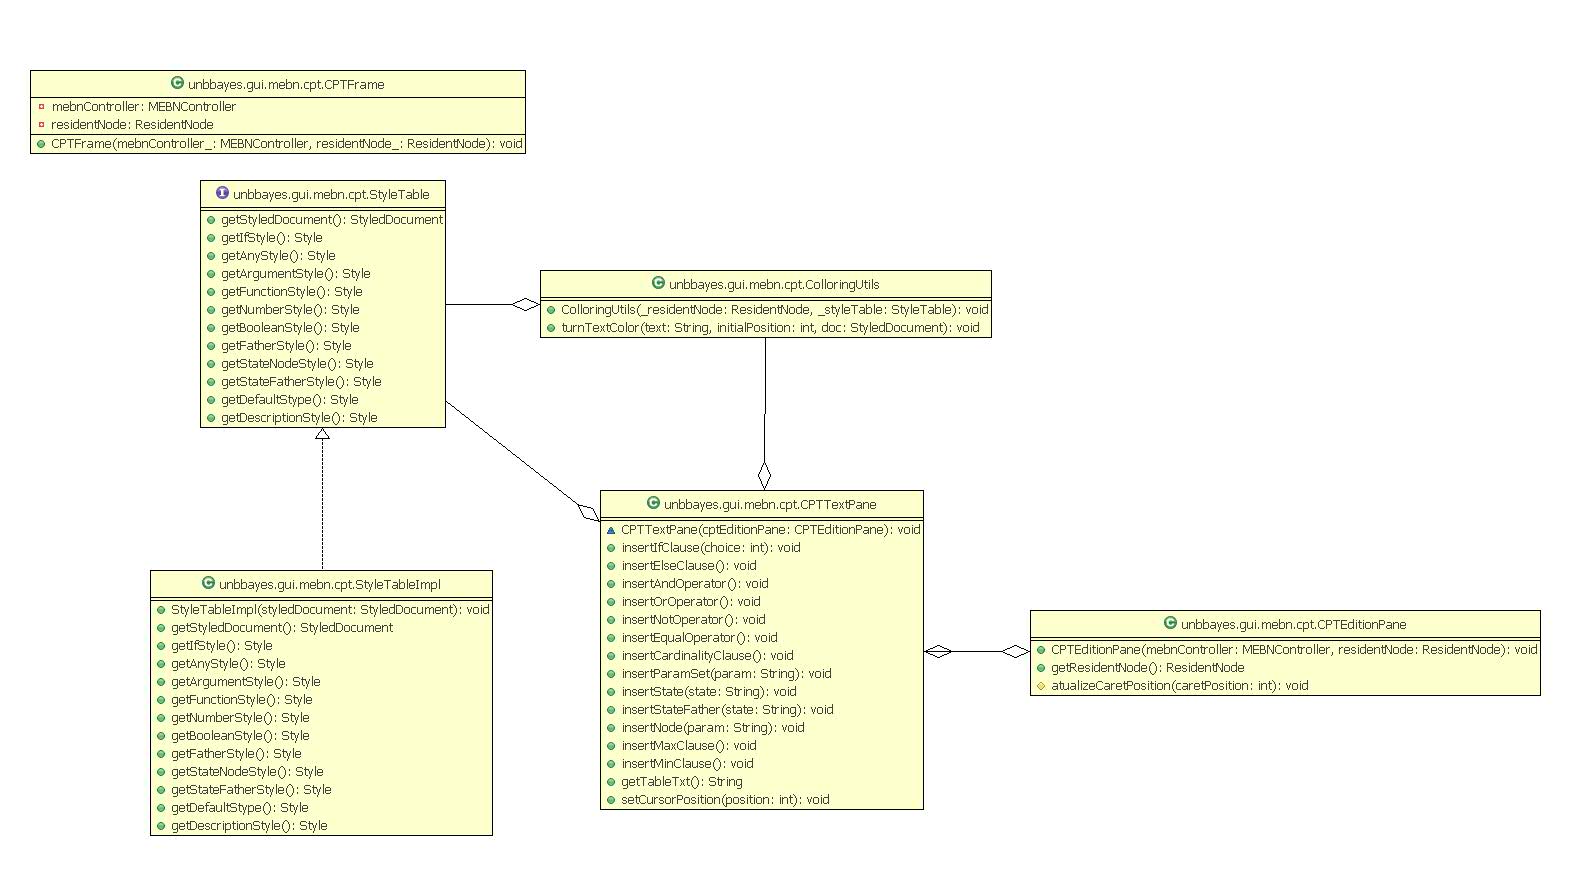 unbbayes.gui.mebn.cpt.CPTFrame
mebnController: MEBNController
residentNode: ResidentNode
CPTFrame(mebnController_: MEBNController, residentNode_: ResidentNode): void
unbbayes.gui.mebn.cpt.StyleTable
getStyledDocument(): StyledDocument
getIfStyle(): Style
getAnyStyle(): Style
getArgumentStyle(): Style
getFunctionStyle(): Style
getNumberStyle(): Style
getBooleanStyle(): Style
getFatherStyle(): Style
getStateNodeStyle(): Style
getStateFatherStyle(): Style
getDefaultStype(): Style
getDescriptionStyle(): Style
unbbayes.gui.mebn.cpt.ColloringUtils
ColloringUtils(_residentNode: ResidentNode, _styleTable: StyleTable): void
turnTextColor(text: String, initialPosition: int, doc: StyledDocument): void
unbbayes.gui.mebn.cpt.CPTTextPane
CPTTextPane(cptEditionPane: CPTEditionPane): void
insertIfClause(choice: int): void
insertElseClause(): void
insertAndOperator(): void
insertOrOperator(): void
insertNotOperator(): void
insertEqualOperator(): void
insertCardinalityClause(): void
insertParamSet(param: String): void
insertState(state: String): void
insertStateFather(state: String): void
insertNode(param: String): void
insertMaxClause(): void
insertMinClause(): void
getTableTxt(): String
setCursorPosition(position: int): void
unbbayes.gui.mebn.cpt.StyleTableImpl
StyleTableImpl(styledDocument: StyledDocument): void
getStyledDocument(): StyledDocument
getIfStyle(): Style
getAnyStyle(): Style
getArgumentStyle(): Style
getFunctionStyle(): Style
getNumberStyle(): Style
getBooleanStyle(): Style
getFatherStyle(): Style
getStateNodeStyle(): Style
getStateFatherStyle(): Style
getDefaultStype(): Style
getDescriptionStyle(): Style
unbbayes.gui.mebn.cpt.CPTEditionPane
CPTEditionPane(mebnController: MEBNController, residentNode: ResidentNode): void
getResidentNode(): ResidentNode
atualizeCaretPosition(caretPosition: int): void